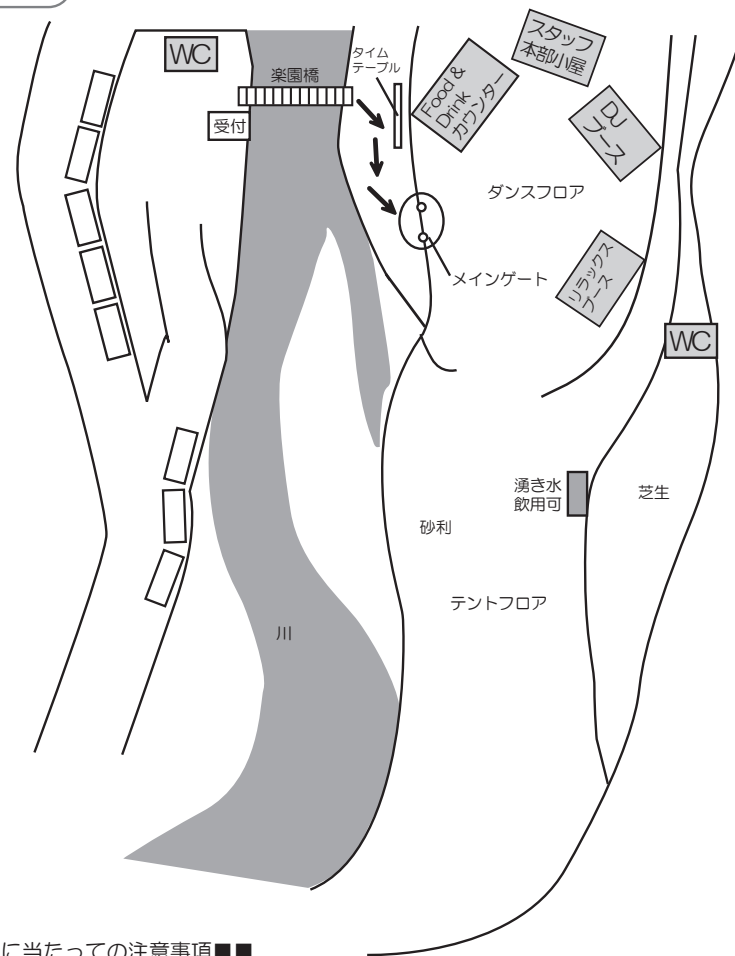 スタッフ
本部小屋
WC
タイム
テーブル
楽園橋
Food &
Drink
カウンター
受付
DJ
ブース
ダンスフロア
メインゲート
リラックス
ブース
WC
湧き水
飲用可
芝生
砂利
テントフロア
川
に当たっての注意事項■■